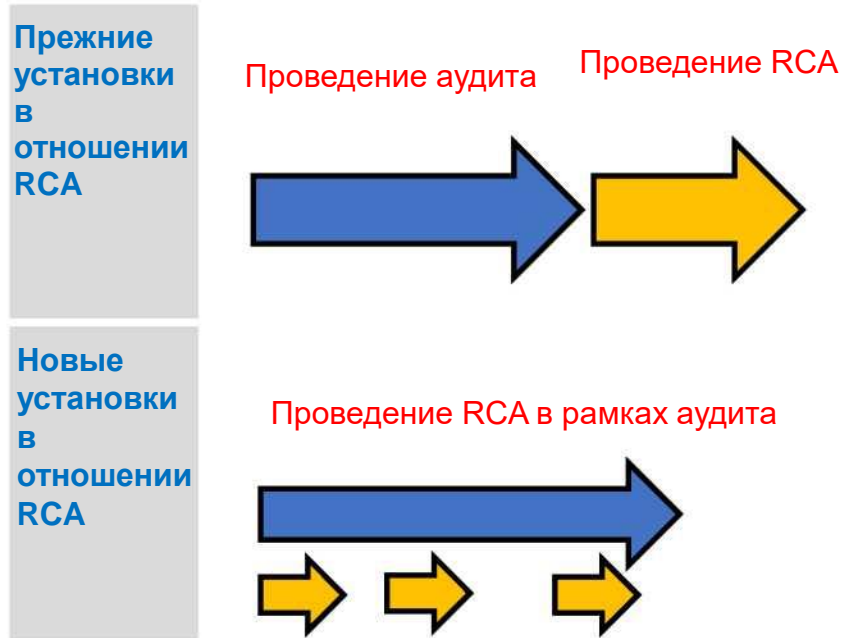 Прежние
установки
в
отношении
RCA
Проведение аудита
Проведение RCA
Новые
установки
в
отношении
RCA
Проведение RCA в рамках аудита